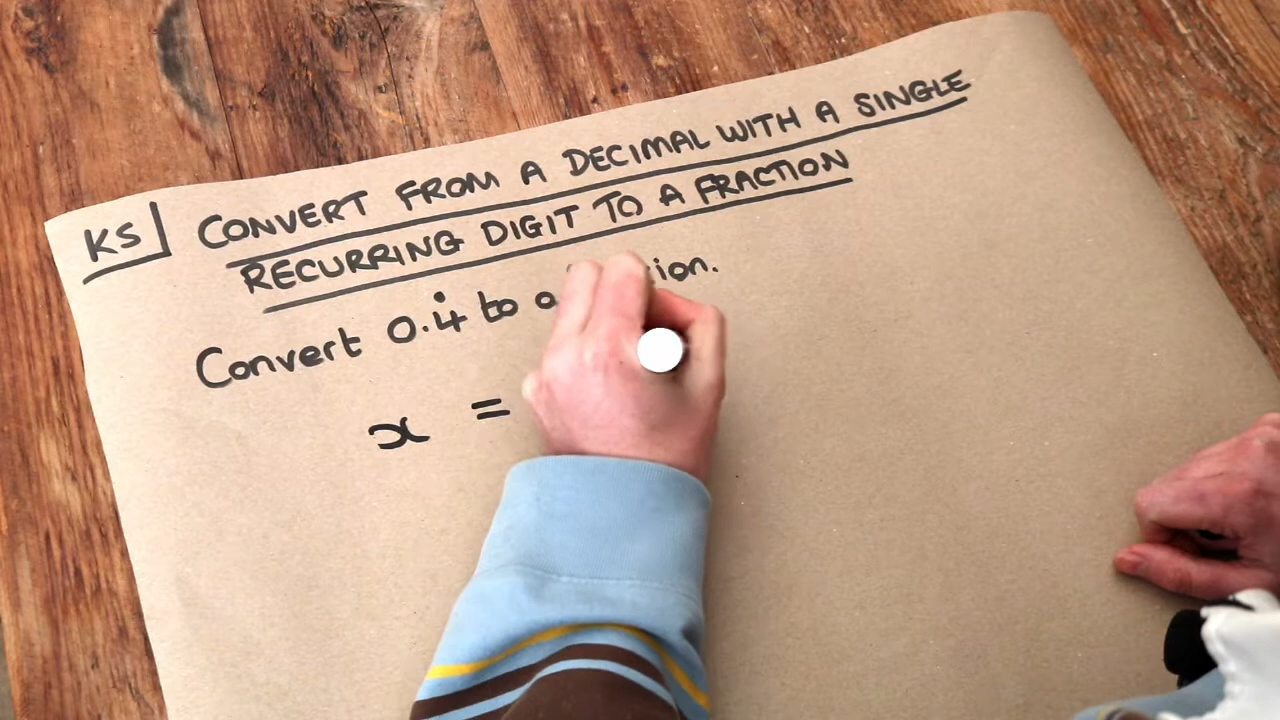 KS CONVERT FROM A DECIMAL WITH A SINGLE
RECURRING DIGIT TO A FRACTION
Convert 0.4̇ to a
x =